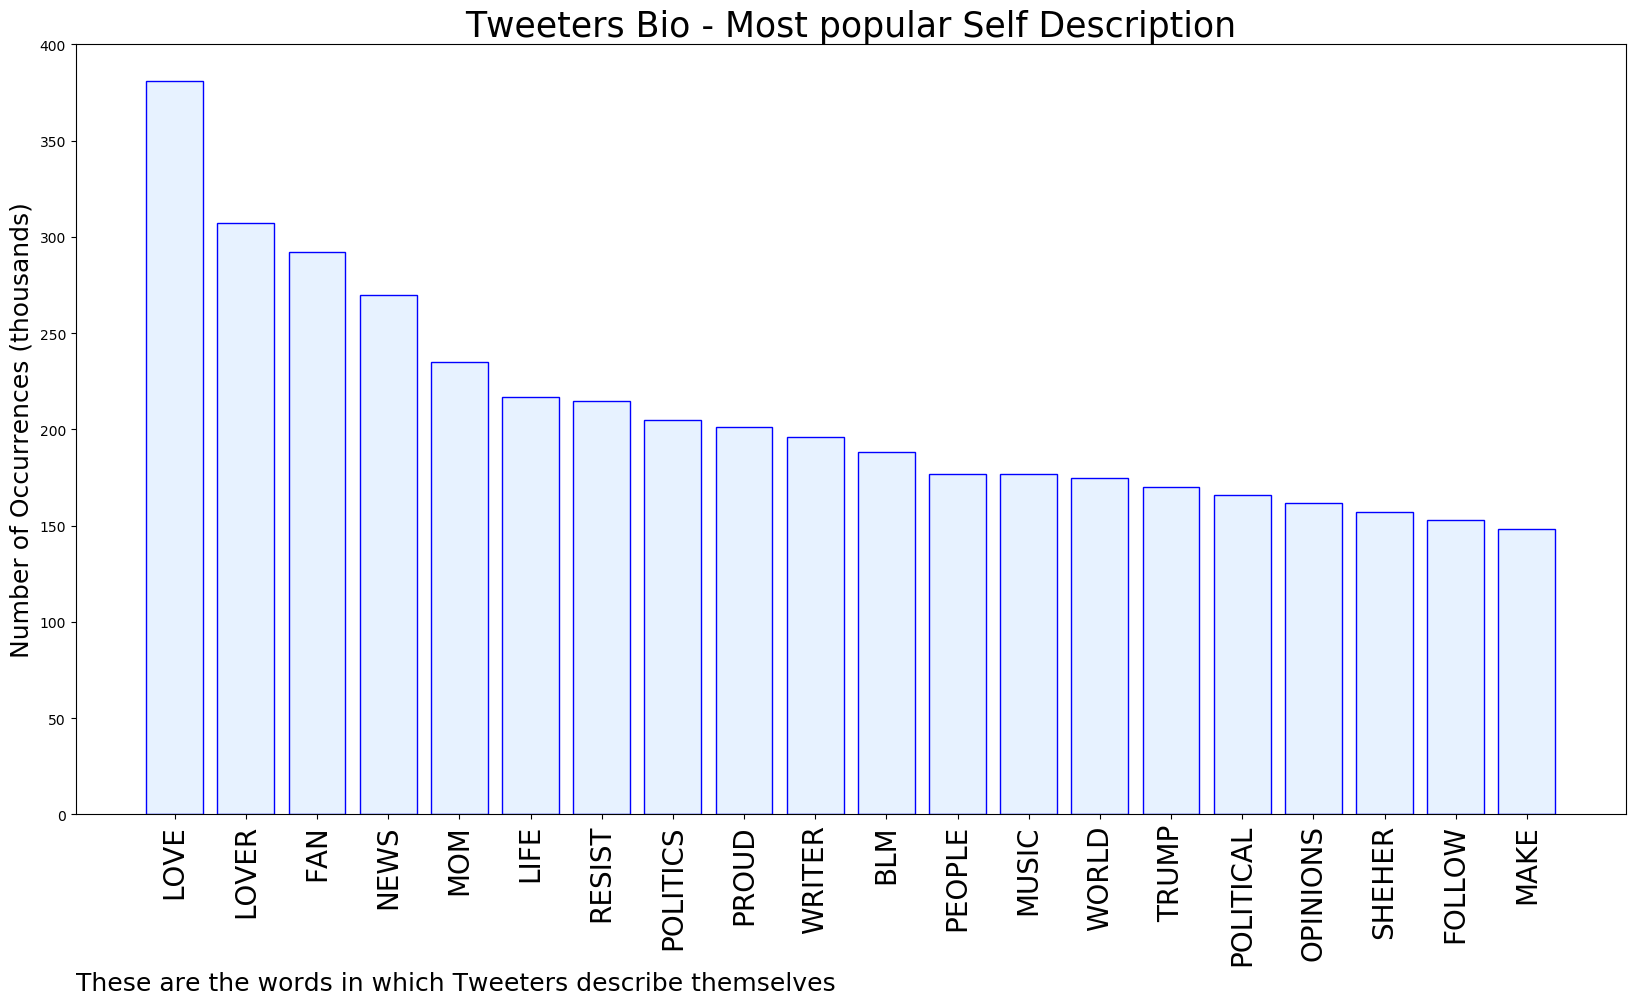 Tweeters Bio - Most popular Self Description
Number of Occurrences (thousands)
400
350
300
250
200
150
100
50
0
LOVE
LOVER
FAN
NEWS
MOM
LIFE
RESIST
POLITICS
PROUD
WRITER
BLM
PEOPLE
MUSIC
WORLD
TRUMP
POLITICAL
OPINIONS
SHEHER
FOLLOW
MAKE
These are the words in which Tweeters describe themselves